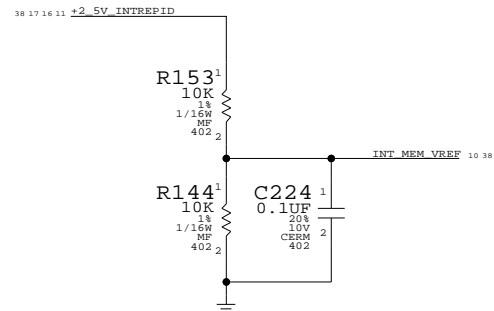 38 17 16 11 +2_5V_INTREPID
R153 1
10K
1%
1/16W
MF
402 2
INT_MEM_VREF 10 38
R144 1
10K
1%
1/16W
MF
402 2
C224 1
0.1UF
20%
10V 2
CERM
402